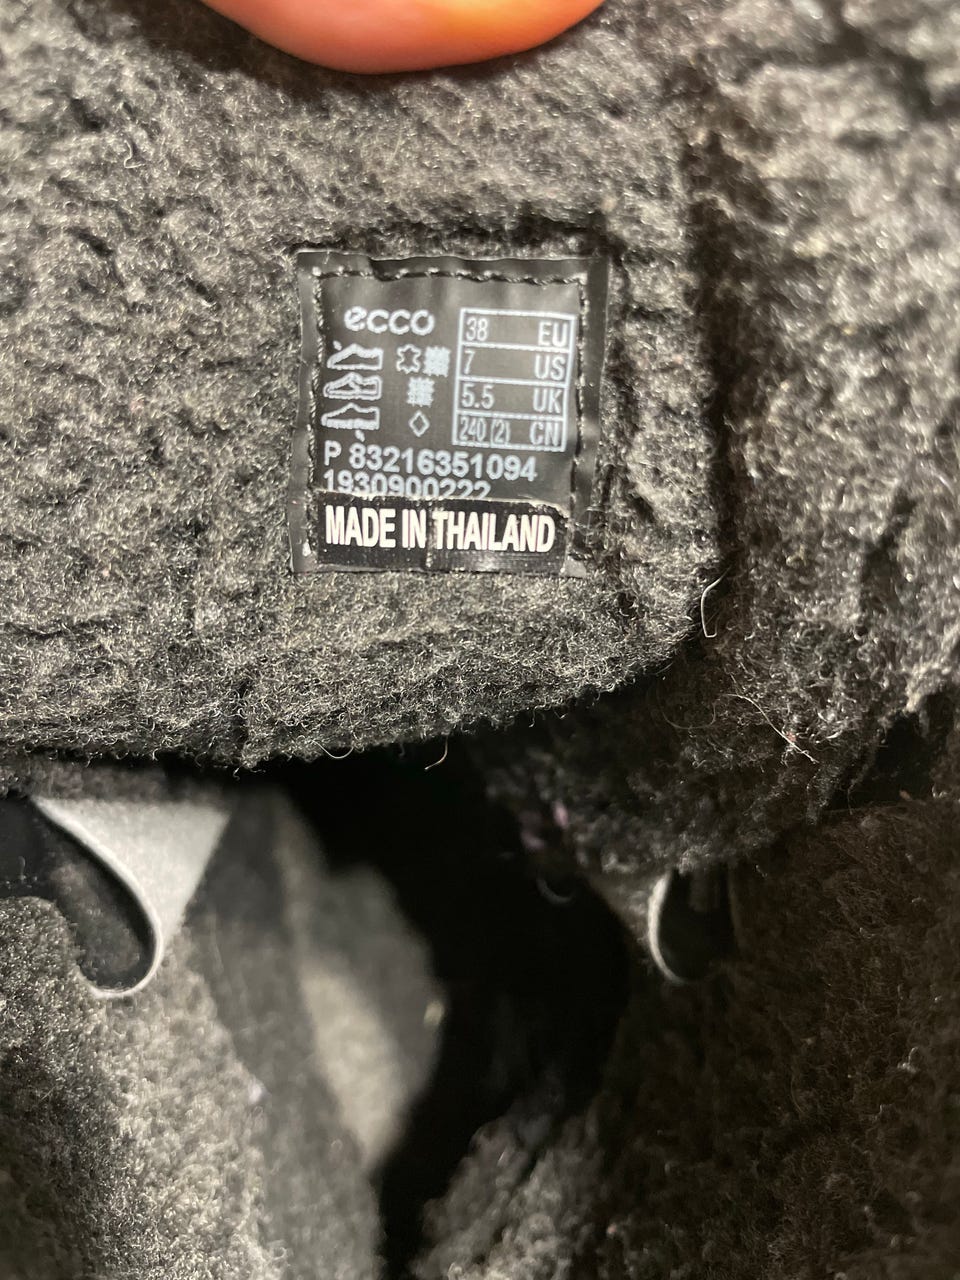 ecco
38 EU
7 US
5.5 UK
240 (2) CN
P 83216351094
1930900222
MADE IN THAILAND